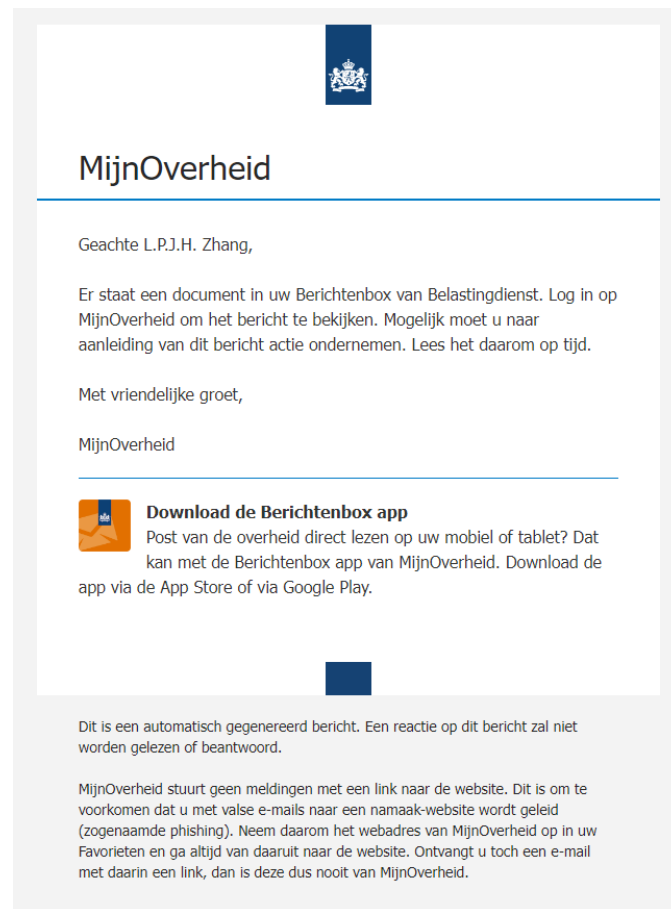 MijnOverheid
Geachte L.P.J.H. Zhang,
Er staat een document in uw Berichtenbox van Belastingdienst. Log in op
MijnOverheid om het bericht te bekijken. Mogelijk moet u naar
aanleiding van dit bericht actie ondernemen. Lees het daarom op tijd.
Met vriendelijke groet,
MijnOverheid
Download de Berichtenbox app
Post van de overheid direct lezen op uw mobiel of tablet? Dat
kan met de Berichtenbox app van MijnOverheid. Download de
app via de App Store of via Google Play.
Dit is een automatisch gegenereerd bericht. Een reactie op dit bericht zal niet
worden gelezen of beantwoord.
MijnOverheid stuurt geen meldingen met een link naar de website. Dit is om te
voorkomen dat u met valse e-mails naar een namaak-website wordt geleid
(zogenaamde phishing). Neem daarom het webadres van MijnOverheid op in uw
Favorieten en ga altijd van daaruit naar de website. Ontvangt u toch een e-mail
met daarin een link, dan is deze dus nooit van MijnOverheid.